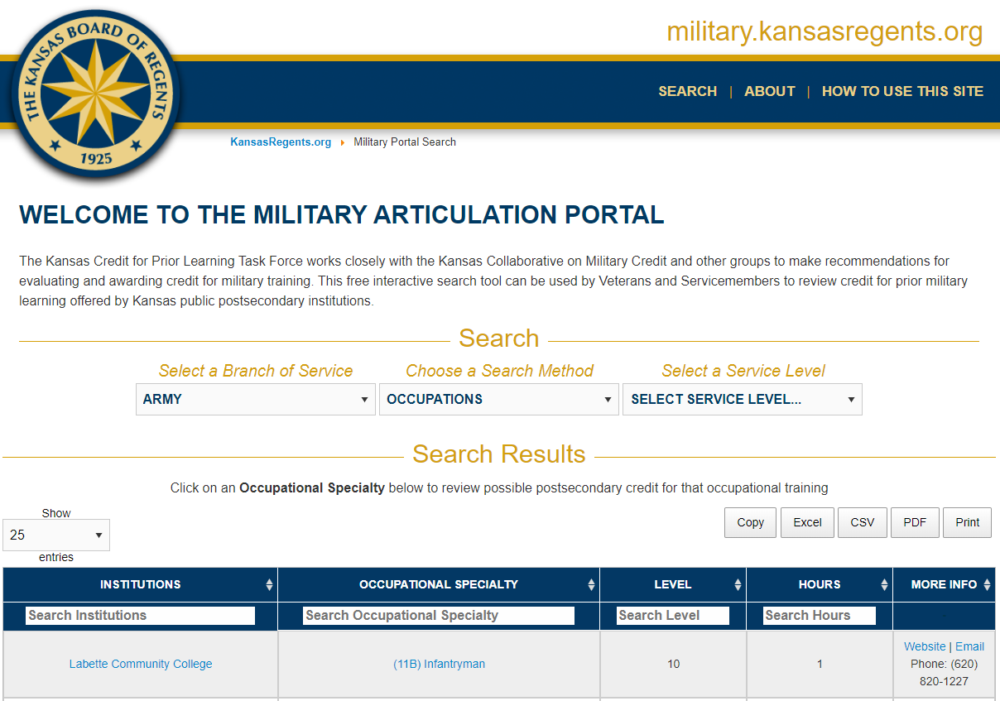 THE KANSAS BOARD OF REGENTS
1925
military.kansasregents.org
SEARCH | ABOUT | HOW TO USE THIS SITE
KansasRegents.org Military Portal Search
WELCOME TO THE MILITARY ARTICULATION PORTAL
The Kansas Credit for Prior Learning Task Force works closely with the Kansas Collaborative on Military Credit and other groups to make recommendations for
evaluating and awarding credit for military training. This free interactive search tool can be used by Veterans and Servicemembers to review credit for prior military
learning offered by Kansas public postsecondary institutions.
Search
Select a Branch of Service Choose a Search Method Select a Service Level
ARMY OCCUPATIONS SELECT SERVICE LEVEL...
Search Results
Click on an Occupational Specialty below to review possible postsecondary credit for that occupational training
Show
25
entries
Copy Excel CSV PDF Print
INSTITUTIONS OCCUPATIONAL SPECIALTY LEVEL HOURS MORE INFO
Search Institutions Search Occupational Specialty Search Level Search Hours
Labette Community College (11B) Infantryman 10 1 Website | Email
Phone: (620)
820-1227